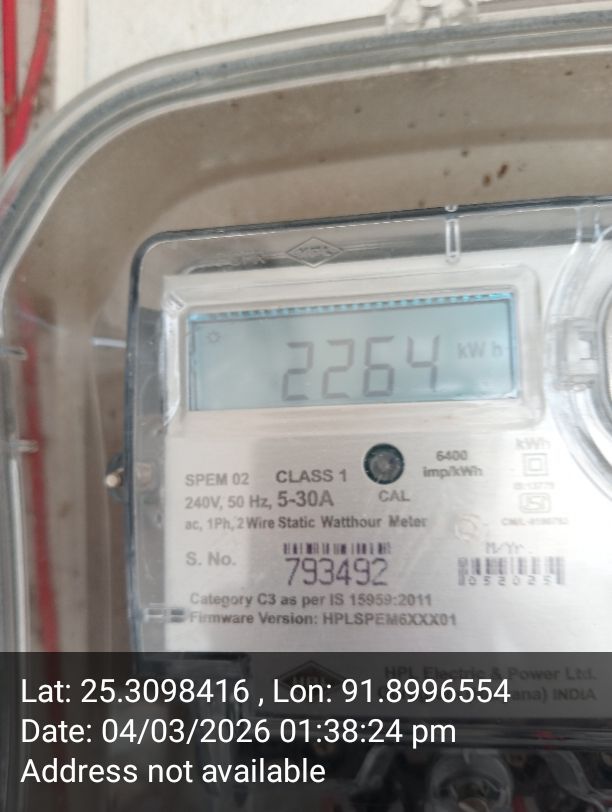 2264 kWh
6400
imp/kWh
kWh
SPEM 02 CLASS 1
CAL
240V, 50 Hz, 5-30A
ac, 1Ph, 2 Wire Static Watthour Meter
S. No.
793492
M/Yr.
052025
Category C3 as per IS 15959:2011
Firmware Version: HPLSPEM6XXX01
HPL
HPL Electric & Power Ltd.
INDIA
Lat: 25.3098416 , Lon: 91.8996554
Date: 04/03/2026 01:38:24 pm
Address not available